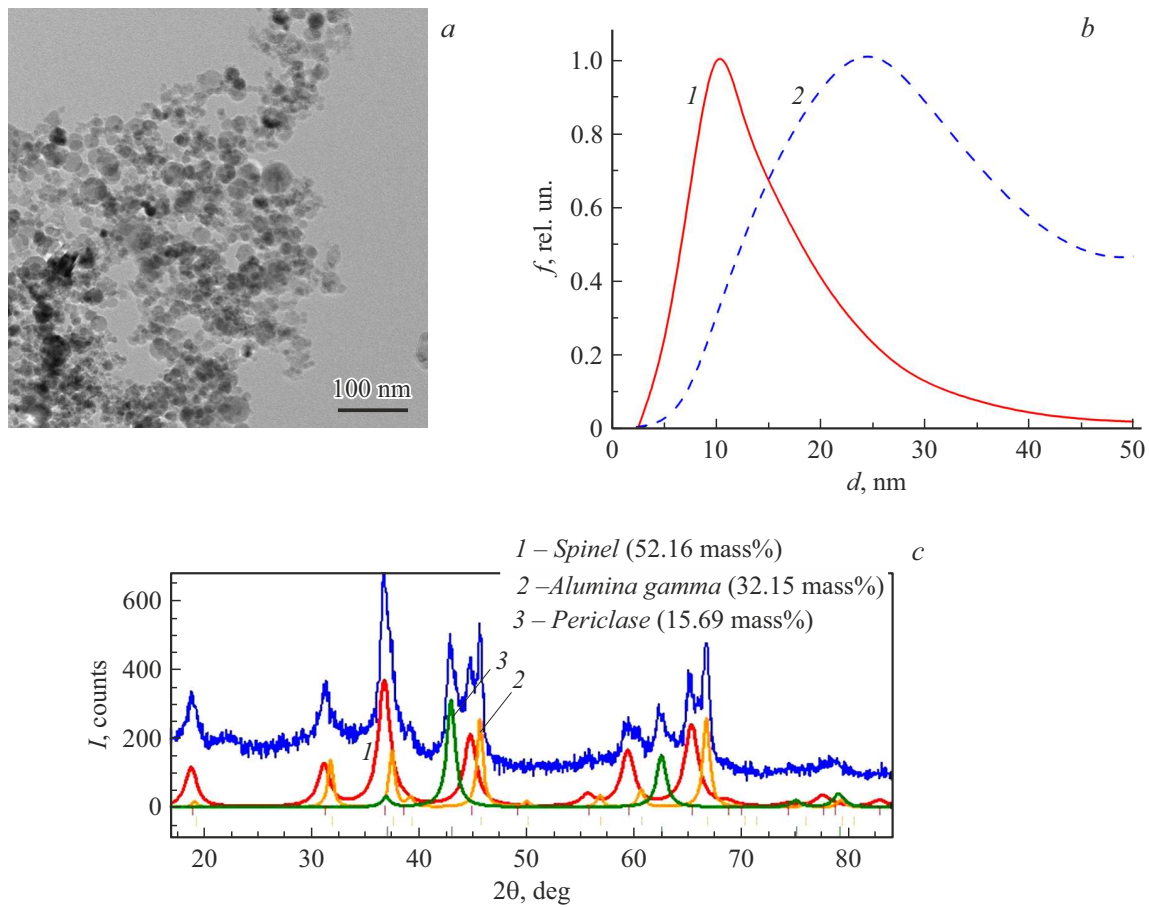 a
100 nm
b
1.0
0.8
0.6
0.4
0.2
0
f, rel. un.
1
2
0 10 20 30 40 50
d, nm
c
1 – Spinel (52.16 mass%)
2 –Alumina gamma (32.15 mass%)
3 – Periclase (15.69 mass%)
600
400
200
0
I, counts
1
3
2
20 30 40 50 60 70 80
2θ, deg